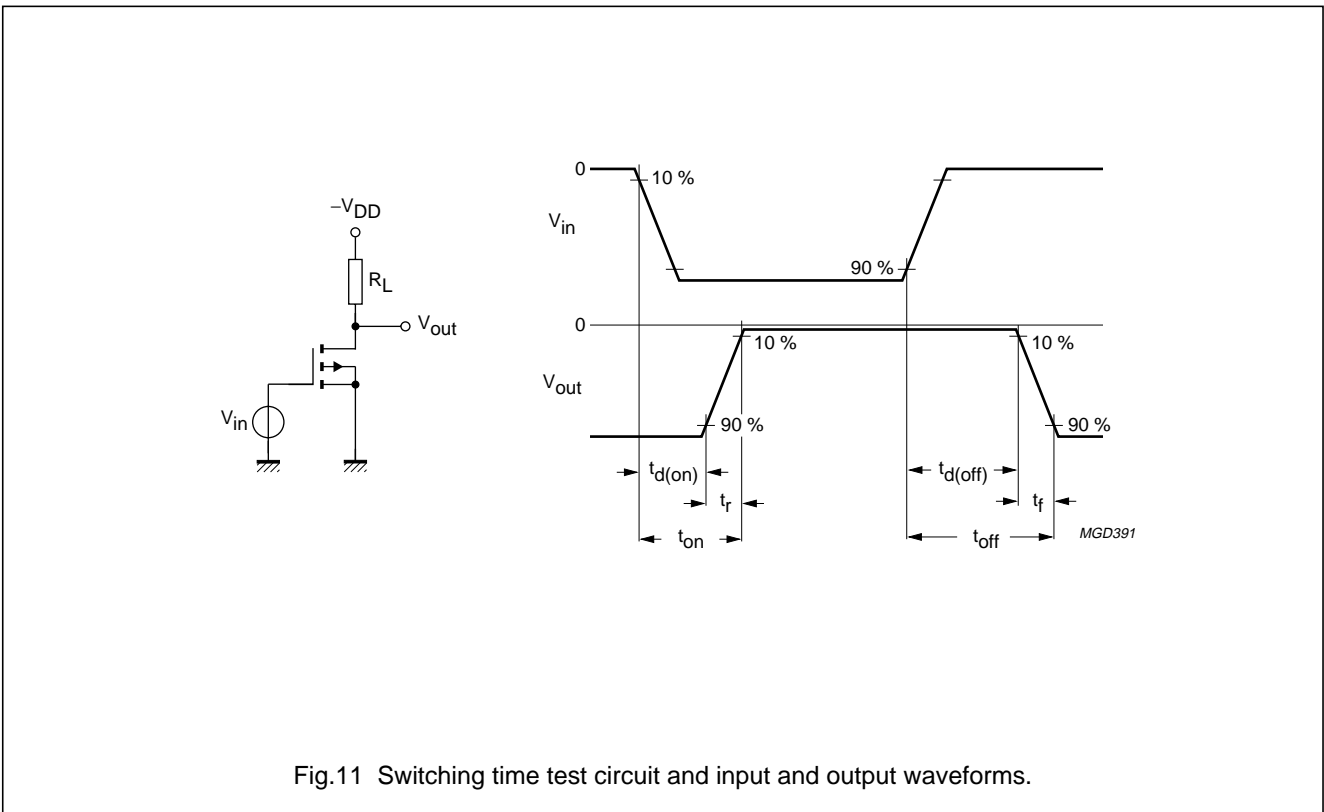 −VDD
RL
Vout
Vin
0
10 %
Vin
90 %
0
10 %
10 %
Vout
90 %
90 %
td(on)
td(off)
tr
tf
ton
toff
MGD391
Fig.11 Switching time test circuit and input and output waveforms.